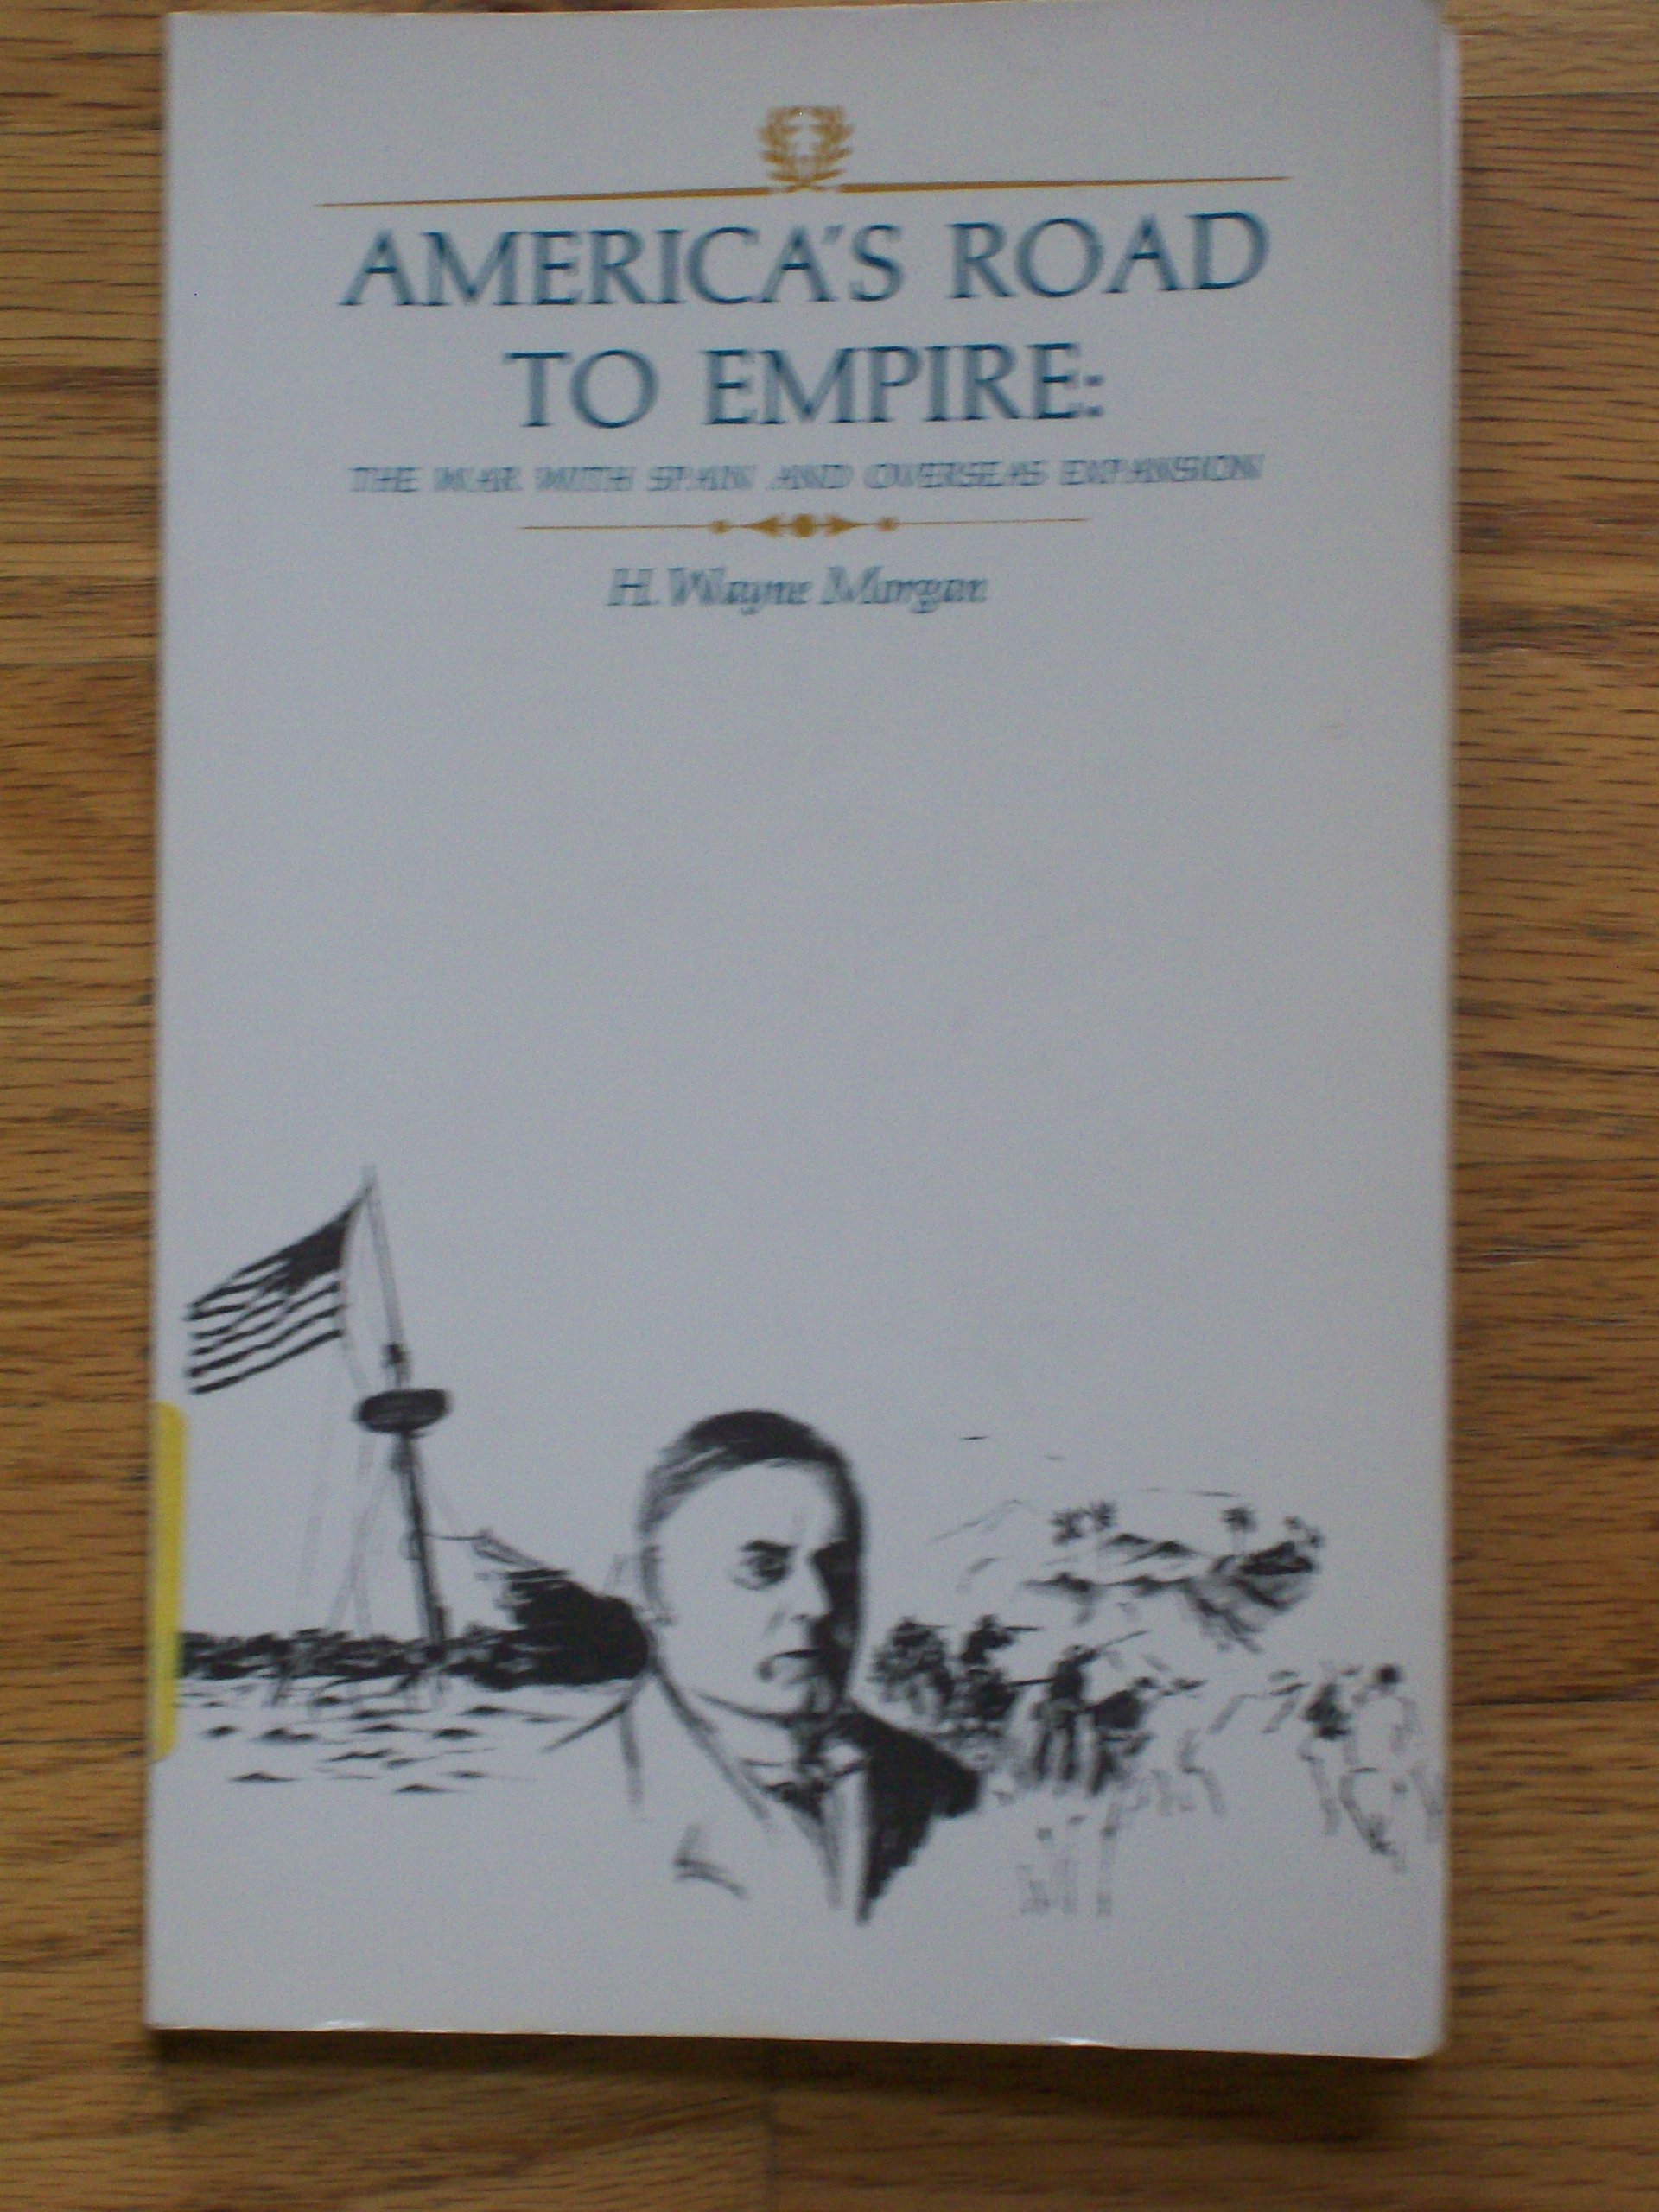 AMERICA'S ROAD
TO EMPIRE:
THE WAR WITH SPAIN AND OVERSEAS EXPANSION
H. Wayne Morgan